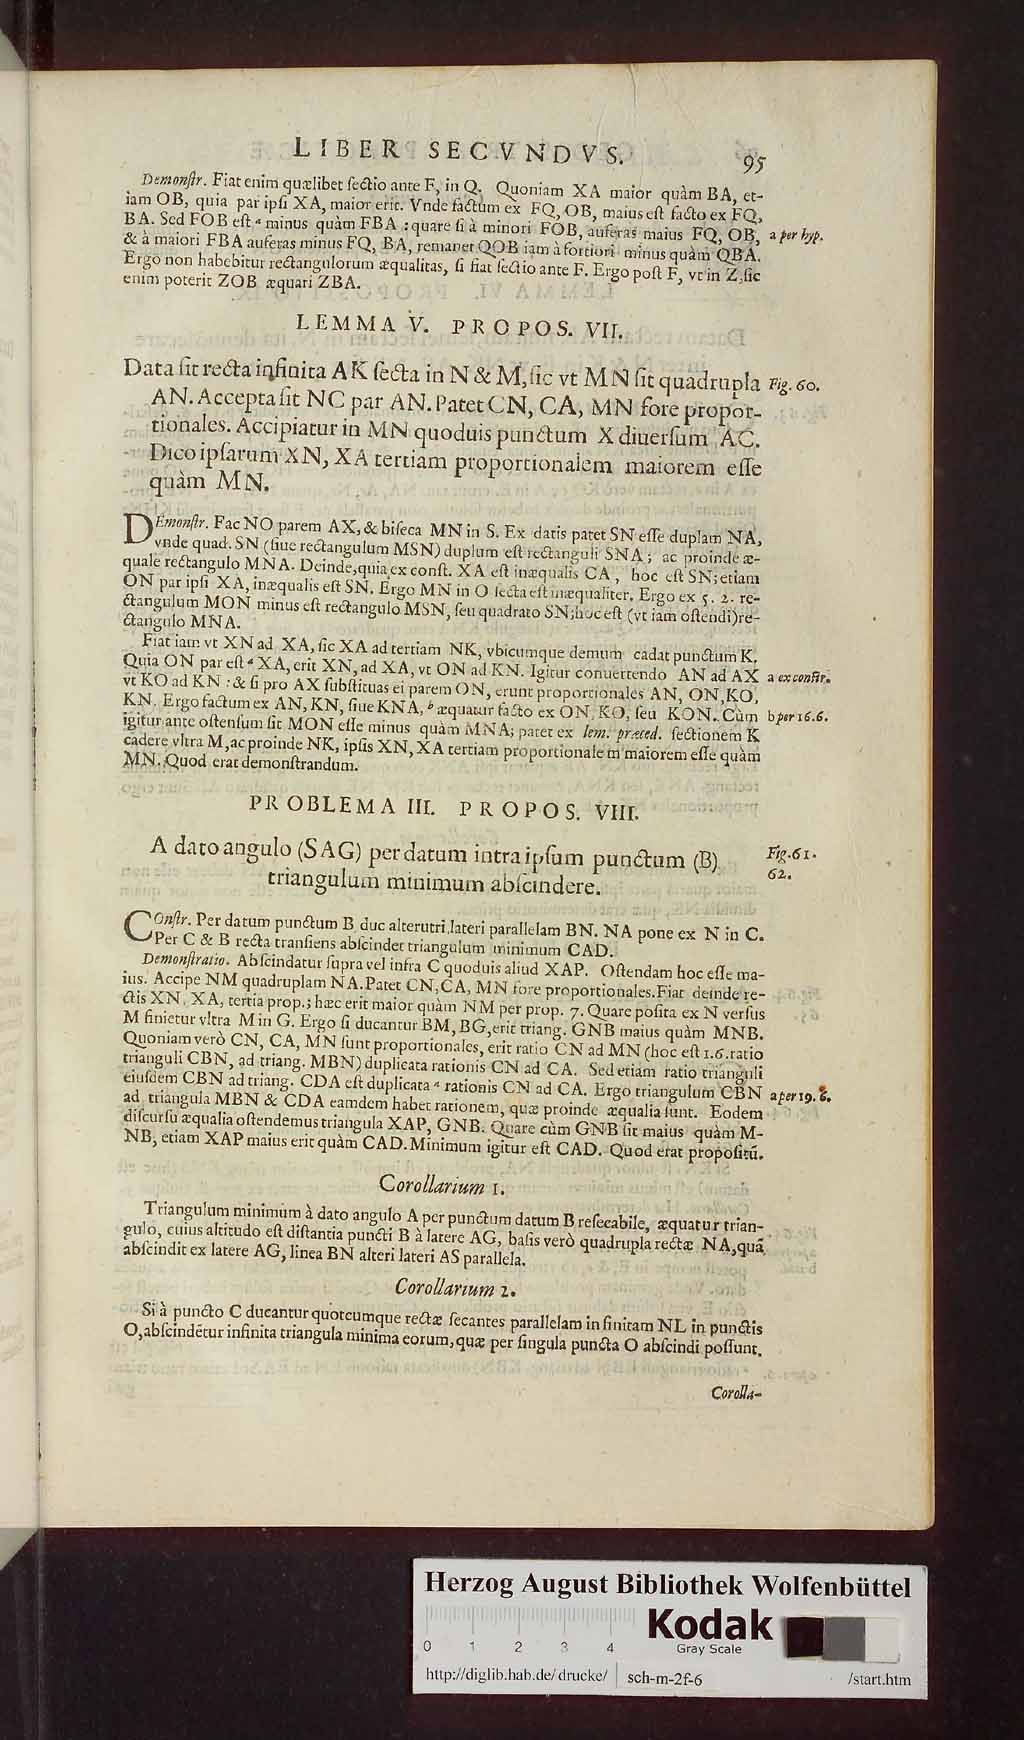 LIBER SECVNDVS. 95
Demonſtr. Fiat enim quælibet ſectio ante F, in Q. Quoniam XA maior quàm BA, et-
iam OB, quia par ipſi XA, maior erit. Vnde factum ex FQ, OB, maius eſt facto ex FQ,
BA. Sed FOB eſt a minus quàm FBA: quare ſi à minori FOB, auferas maius FQ, OB, a per hyp.
& à maiori FBA auferas minus FQ, BA, remanet QOB iam à fortiori minus quàm QBA.
Ergo non habebitur rectangulorum æqualitas, ſi fiat ſectio ante F. Ergo poſt F, vt in Z, ſic
enim poterit ZOB æquari ZBA.
LEMMA V. PROPOS. VII.
Data ſit recta infinita AK ſecta in N & M, ſic vt MN ſit quadrupla Fig. 60.
AN. Accepta ſit NC par AN. Patet CN, CA, MN fore propor-
tionales. Accipiatur in MN quoduis punctum X diuerſum AC.
Dico ipſarum XN, XA tertiam proportionalem maiorem eſſe
quàm MN.
DEmonſtr. Fac NO parem AX, & biſeca MN in S. Ex datis patet SN eſſe duplam NA,
vnde quad. SN (ſiue rectangulum MSN) duplum eſt rectanguli SNA; ac proinde æ-
quale rectangulo MNA. Deinde, quia ex conſt. XA eſt inæqualis CA, hoc eſt SN; etiam
ON par ipſi XA, inæqualis eſt SN. Ergo MN in O ſecta eſt inæqualiter. Ergo ex 5. 2. re-
ctangulum MON minus eſt rectangulo MSN, ſeu quadrato SN; hoc eſt (vt iam oſtendi) re-
ctangulo MNA.
Fiat iam vt XN ad XA, ſic XA ad tertiam NK, vbicumque demum cadat punctum K.
Quia ON par eſt a XA, erit XN, ad XA, vt ON ad KN. Igitur conuertendo AN ad AX a ex conſtr.
vt KO ad KN: & ſi pro AX ſubſtituas ei parem ON, erunt proportionales AN, ON, KO,
KN. Ergo factum ex AN, KN, ſiue KNA, b æquatur facto ex ON, KO, ſeu KON. Cùm b per 16.6.
igitur ante oſtenſum ſit MON eſſe minus quàm MNA; patet ex lem. præced. ſectionem K
cadere vltra M, ac proinde NK, ipſis XN, XA tertiam proportionalem maiorem eſſe quàm
MN. Quod erat demonſtrandum.
PROBLEMA III. PROPOS. VIII.
A dato angulo (SAG) per datum intra ipſum punctum (B) Fig. 61.
triangulum minimum abſcindere. 62.
COnſtr. Per datum punctum B duc alterutri lateri parallelam BN. NA pone ex N in C.
Per C & B recta tranſiens abſcindet triangulum minimum CAD.
Demonſtratio. Abſcindatur ſupra vel infra C quoduis aliud XAP. Oſtendam hoc eſſe ma-
ius. Accipe NM quadruplam NA. Patet CN, CA, MN fore proportionales. Fiat deinde re-
ctis XN, XA, tertia prop.; hæc erit maior quàm NM per prop. 7. Quare poſita ex N verſus
M finietur vltra M in G. Ergo ſi ducantur BM, BG, erit triang. GNB maius quàm MNB.
Quoniam verò CN, CA, MN ſunt proportionales, erit ratio CN ad MN (hoc eſt 1.6. ratio
trianguli CBN, ad triang. MBN) duplicata rationis CN ad CA. Sed etiam ratio trianguli
eiuſdem CBN ad triang. CDA eſt duplicata a rationis CN ad CA. Ergo triangulum CBN a per 19. 6.
ad triangula MBN & CDA eamdem habet rationem, quæ proinde æqualia ſunt. Eodem
diſcurſu æqualia oſtendemus triangula XAP, GNB. Quare cùm GNB ſit maius quàm M-
NB, etiam XAP maius erit quàm CAD. Minimum igitur eſt CAD. Quod erat propoſitū.
Corollarium 1.
Triangulum minimum à dato angulo A per punctum datum B reſecabile, æquatur trian-
gulo, cuius altitudo eſt diſtantia puncti B à latere AG, baſis verò quadrupla rectæ NA, quā
abſcindit ex latere AG, linea BN alteri lateri AS parallela.
Corollarium 2.
Si à puncto C ducantur quotcumque rectæ ſecantes parallelam infinitam NL in punctis
O, abſcindētur infinita triangula minima eorum, quæ per ſingula puncta O abſcindi poſſunt.
Corolla-
Herzog August Bibliothek Wolfenbüttel
Kodak
Gray Scale
0 1 2 3 4
http://diglib.hab.de/drucke/ sch-m-2f-6 /start.htm